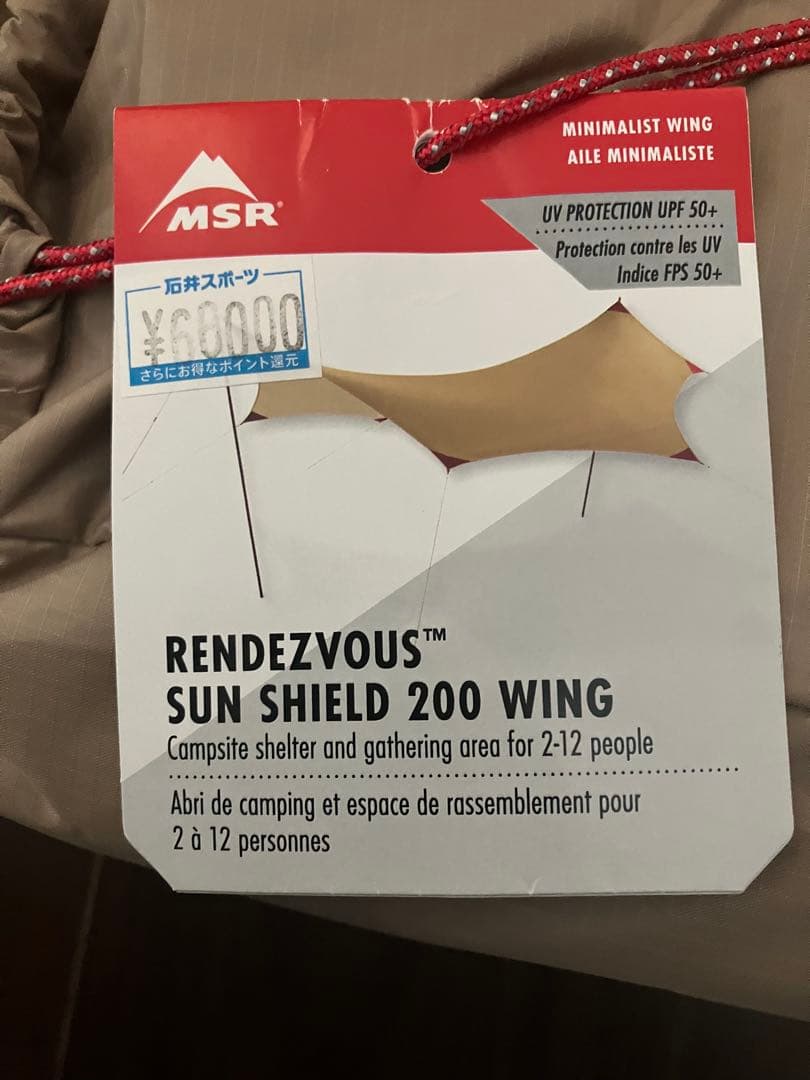 MINIMALIST WING
AILE MINIMALISTE
MSR®
UV PROTECTION UPF 50+
Protection contre les UV
Indice FPS 50+
石井スポーツ
¥68000
さらにお得なポイント還元
RENDEZVOUS™
SUN SHIELD 200 WING
Campsite shelter and gathering area for 2-12 people
Abri de camping et espace de rassemblement pour
2 à 12 personnes